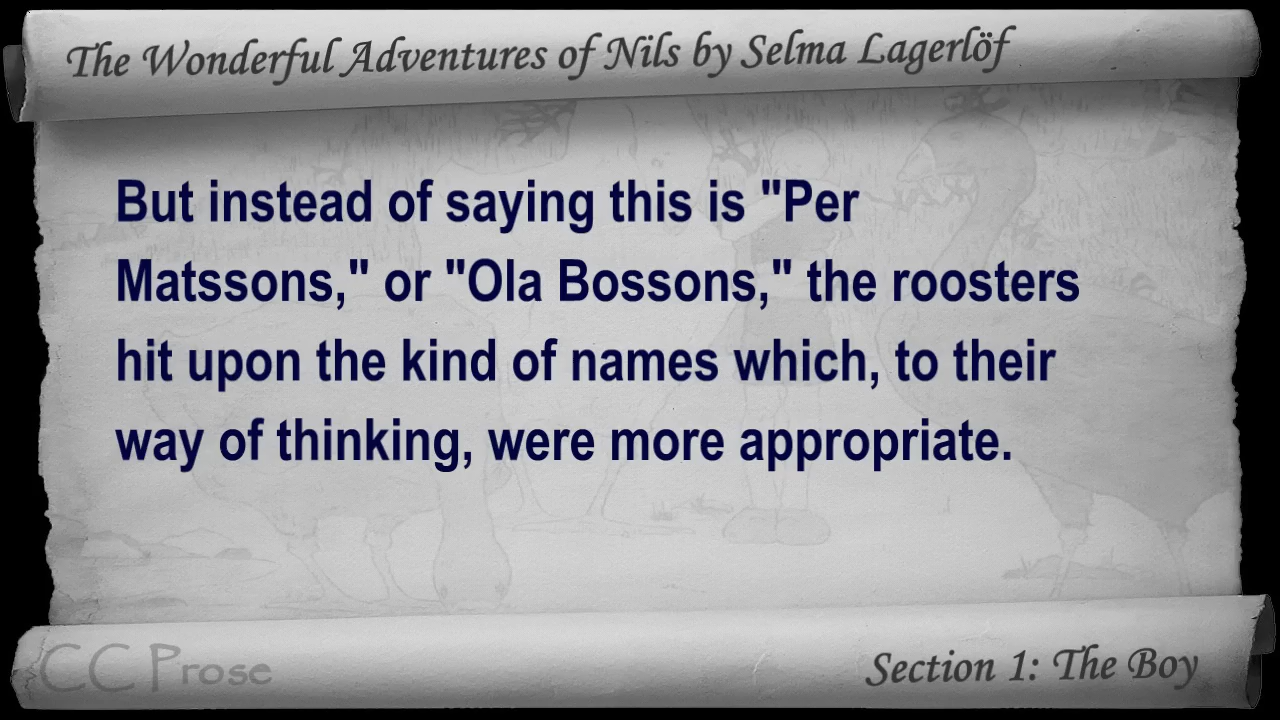 The Wonderful Adventures of Nils by Selma Lagerlöf
But instead of saying this is "Per
Matssons," or "Ola Bossons," the roosters
hit upon the kind of names which, to their
way of thinking, were more appropriate.
CC Prose
Section 1: The Boy